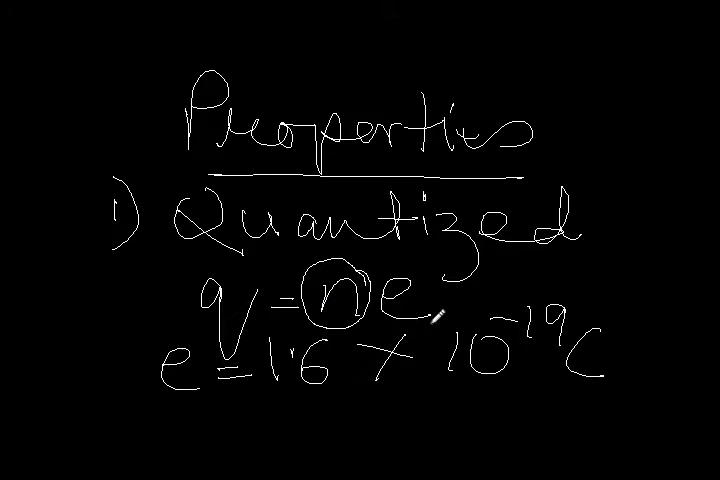 Properties
1) Quantized
q = ne
e = 1.6 × 10⁻¹⁹C